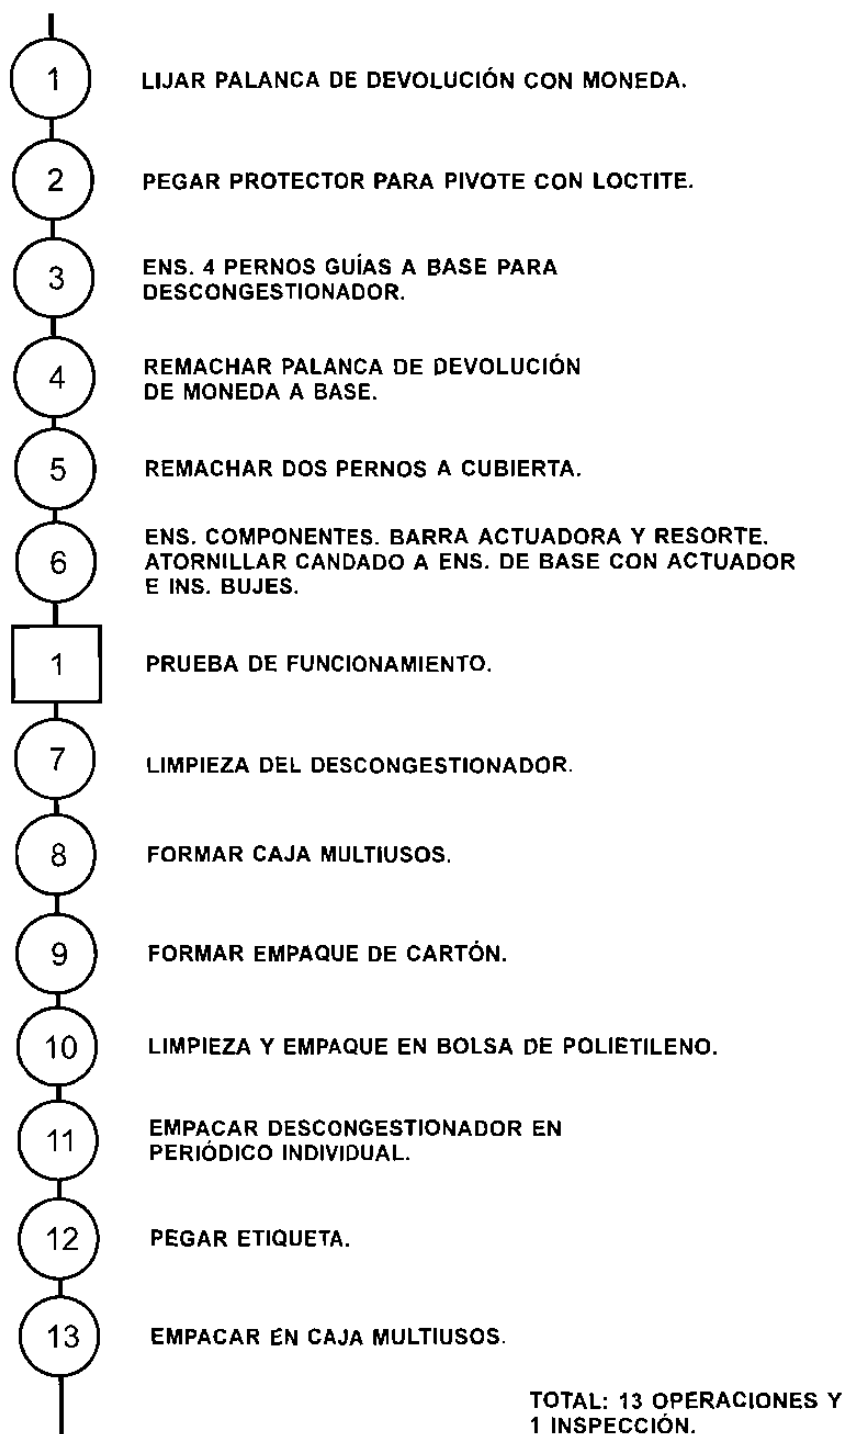 1 LIJAR PALANCA DE DEVOLUCIÓN CON MONEDA.
2 PEGAR PROTECTOR PARA PIVOTE CON LOCTITE.
3 ENS. 4 PERNOS GUÍAS A BASE PARA
DESCONGESTIONADOR.
4 REMACHAR PALANCA DE DEVOLUCIÓN
DE MONEDA A BASE.
5 REMACHAR DOS PERNOS A CUBIERTA.
6 ENS. COMPONENTES. BARRA ACTUADORA Y RESORTE.
ATORNILLAR CANDADO A ENS. DE BASE CON ACTUADOR
E INS. BUJES.
1 PRUEBA DE FUNCIONAMIENTO.
7 LIMPIEZA DEL DESCONGESTIONADOR.
8 FORMAR CAJA MULTIUSOS.
9 FORMAR EMPAQUE DE CARTÓN.
10 LIMPIEZA Y EMPAQUE EN BOLSA DE POLIETILENO.
11 EMPACAR DESCONGESTIONADOR EN
PERIÓDICO INDIVIDUAL.
12 PEGAR ETIQUETA.
13 EMPACAR EN CAJA MULTIUSOS.
TOTAL: 13 OPERACIONES Y
1 INSPECCIÓN.